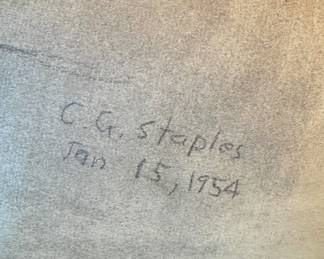 C. G. Staples
Jan 15, 1954